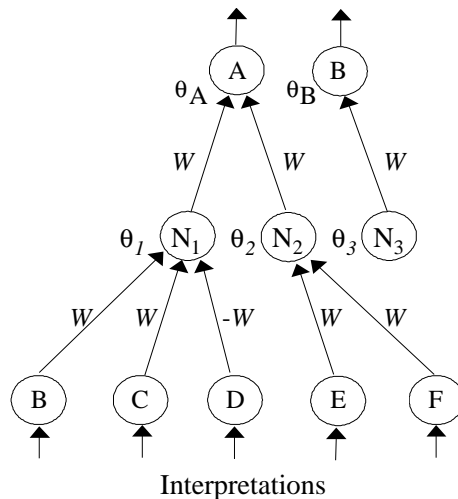 A B
θA θB
W W W
θ1 N1 θ2 N2 θ3 N3
W W -W W W
B C D E F
Interpretations